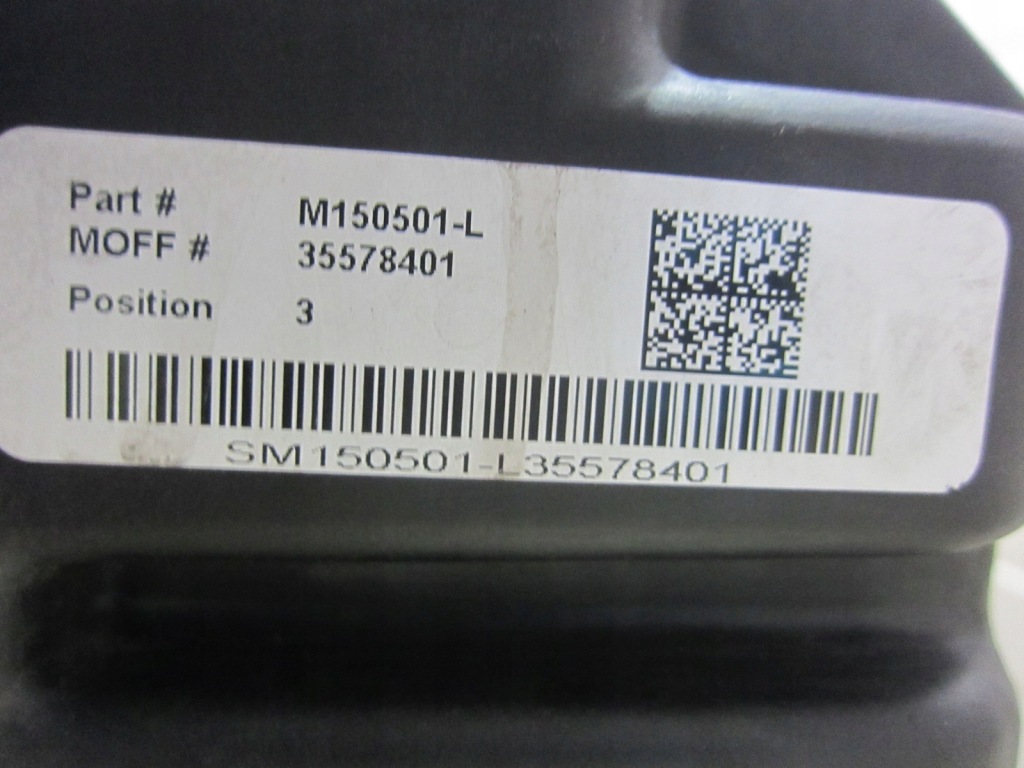 Part # M150501-L
MOFF # 35578401
Position 3
SM150501-L35578401